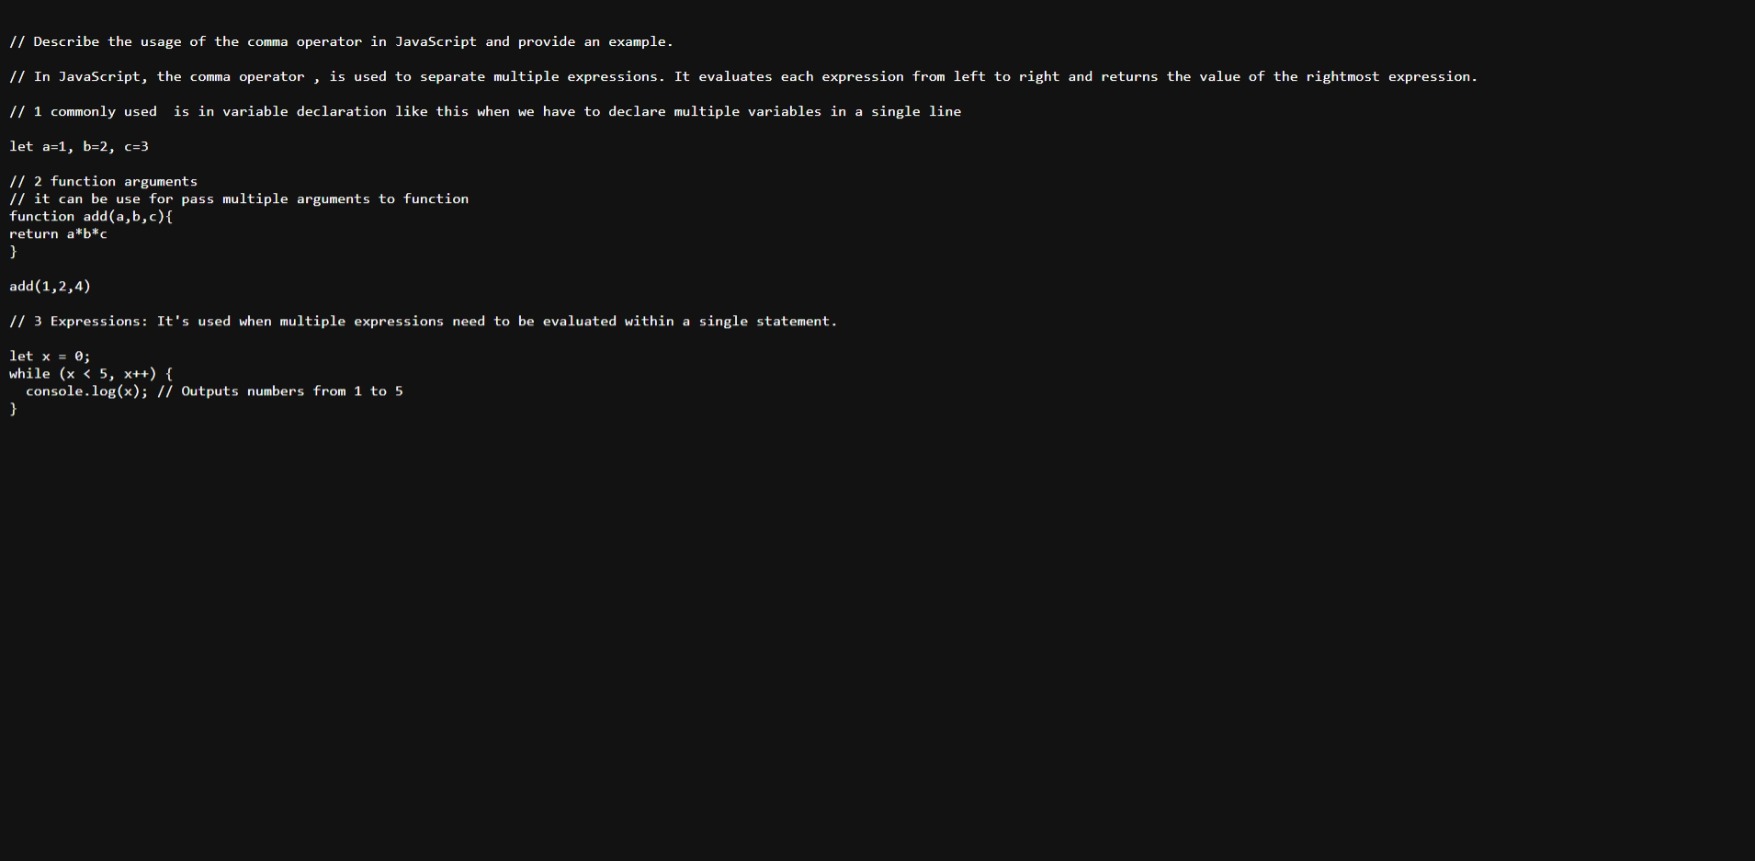 // Describe the usage of the comma operator in JavaScript and provide an example.
// In JavaScript, the comma operator , is used to separate multiple expressions. It evaluates each expression from left to right and returns the value of the rightmost expression.
// 1 commonly used  is in variable declaration like this when we have to declare multiple variables in a single line
let a=1, b=2, c=3
// 2 function arguments
// it can be use for pass multiple arguments to function
function add(a,b,c){
return a*b*c
}
add(1,2,4)
// 3 Expressions: It's used when multiple expressions need to be evaluated within a single statement.
let x = 0;
while (x < 5, x++) {
  console.log(x); // Outputs numbers from 1 to 5
}